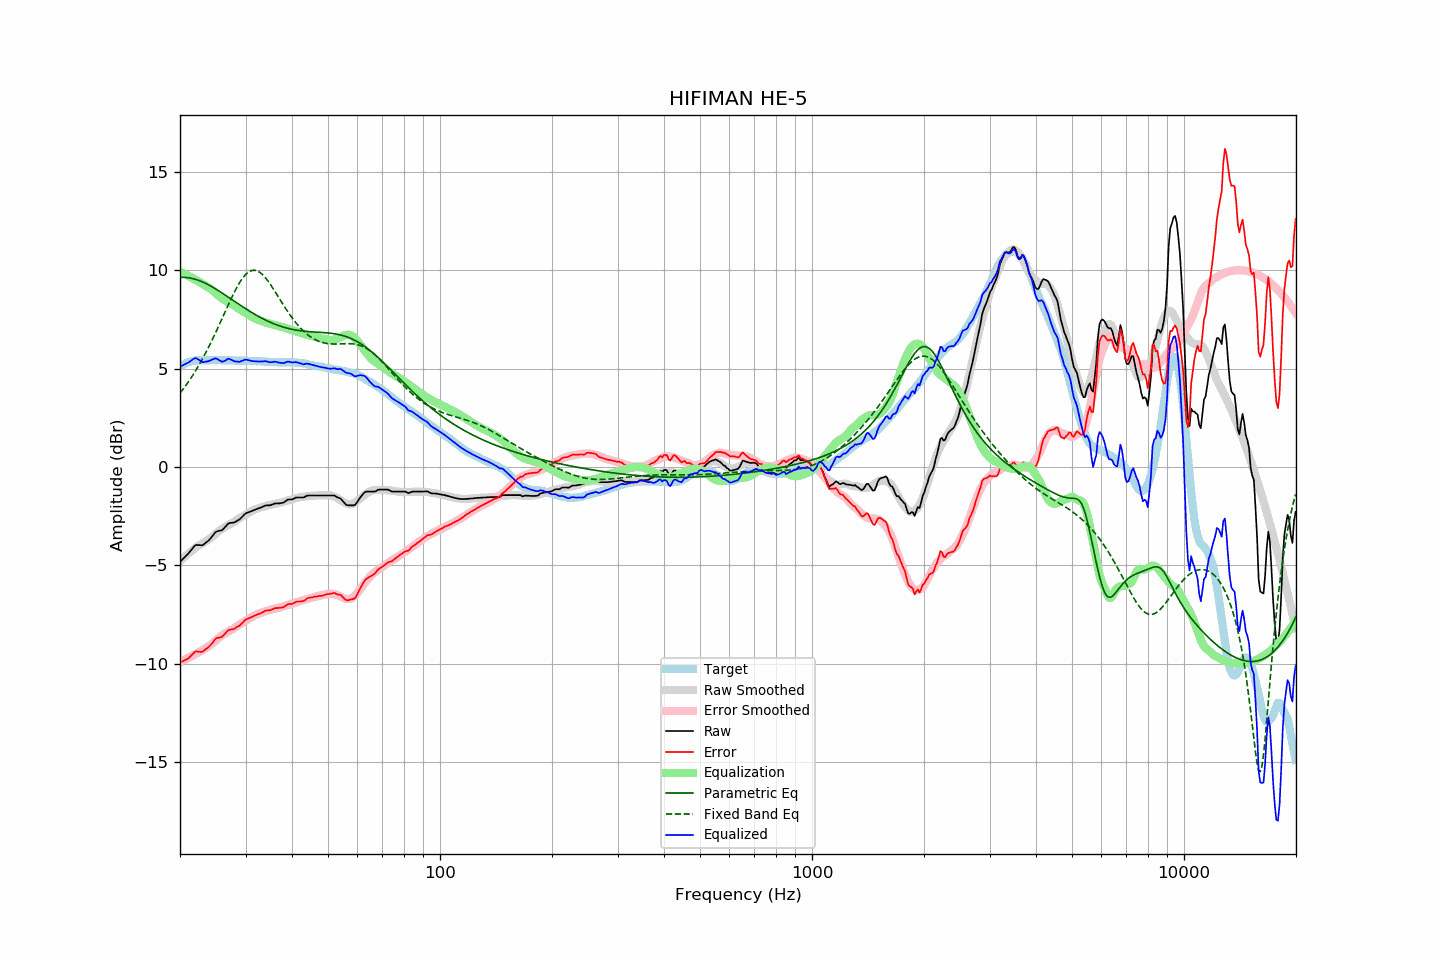 HIFIMAN HE-5
Amplitude (dBr)
15
10
5
0
−5
−10
−15
Target
Raw Smoothed
Error Smoothed
Raw
Error
Equalization
Parametric Eq
Fixed Band Eq
Equalized
100
1000
10000
Frequency (Hz)